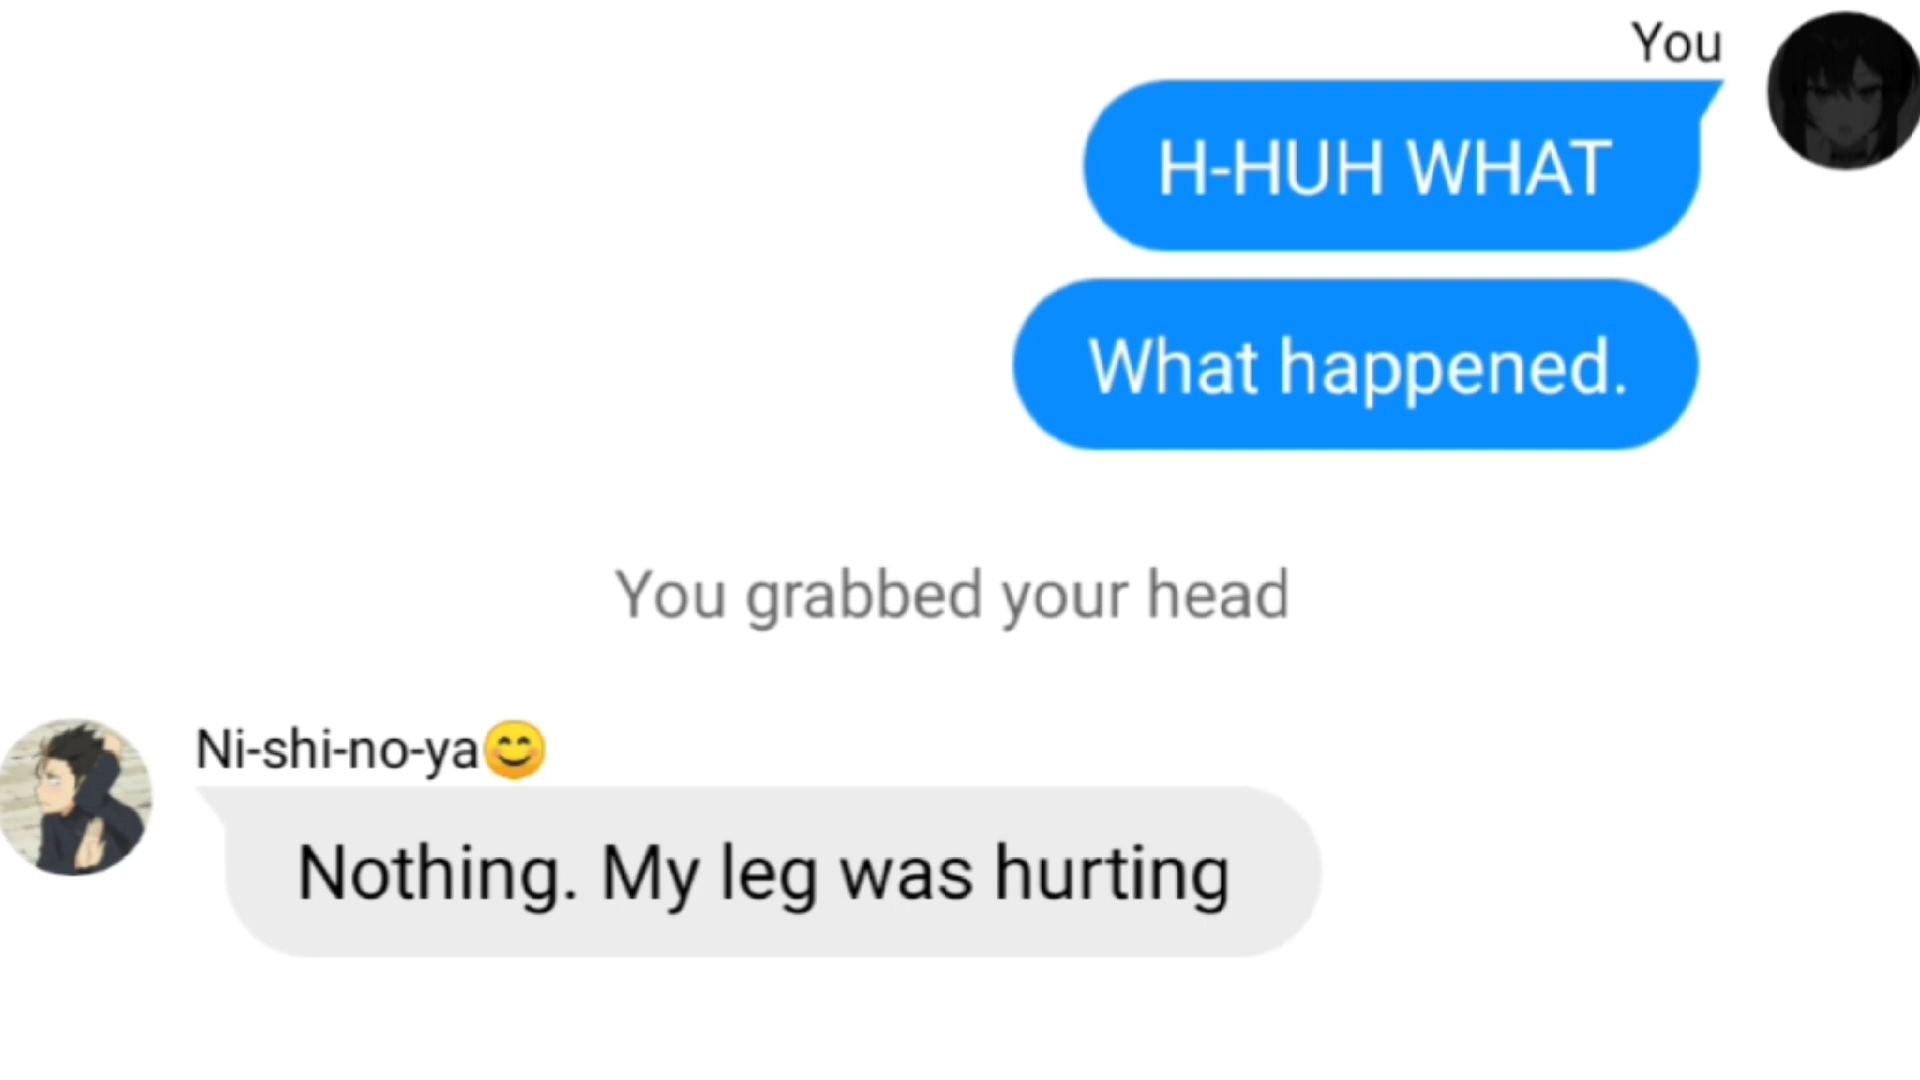 You
H-HUH WHAT
What happened.
You grabbed your head
Ni-shi-no-ya😊
Nothing. My leg was hurting